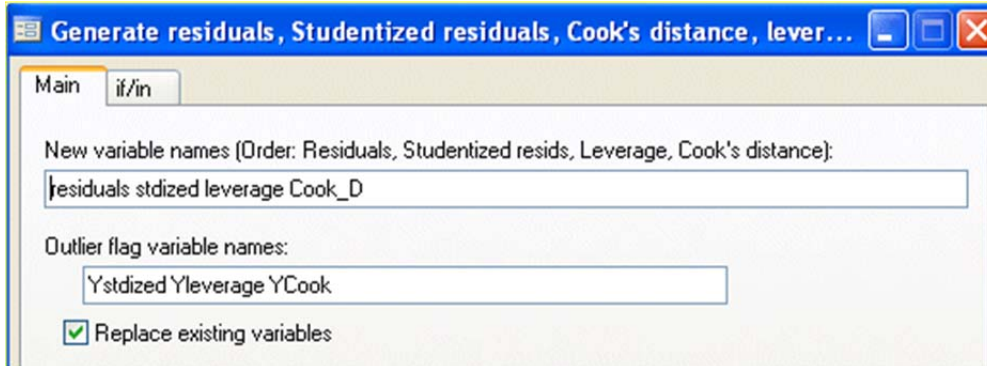 Generate residuals, Studentized residuals, Cook's distance, lever...
Main if/in
New variable names (Order: Residuals, Studentized resids, Leverage, Cook's distance):
residuals stdized leverage Cook_D
Outlier flag variable names:
Ystdized Yleverage YCook
Replace existing variables